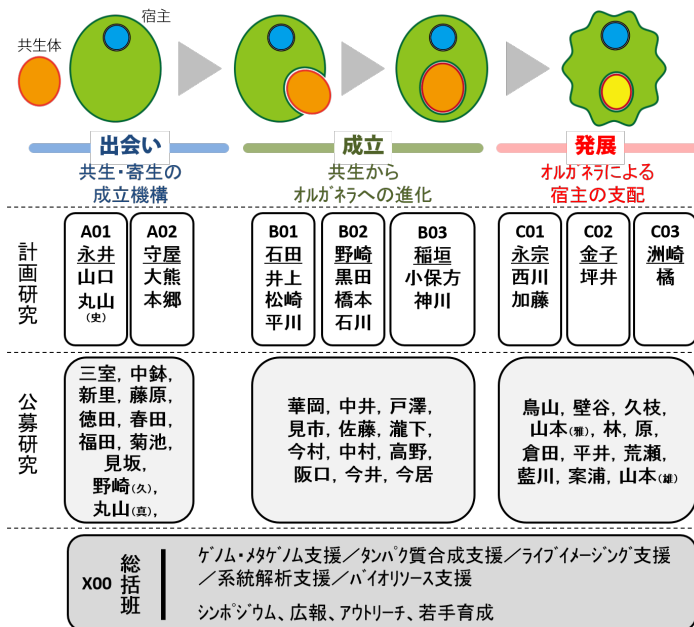 宿主
共生体
出会い
共生・寄生の
成立機構
成立
共生から
オルガネラへの進化
発展
オルガネラによる
宿主の支配
計画研究
A01
永井
山口
丸山
(史)
A02
守屋
大熊
本郷
B01
石田
井上
松崎
平川
B02
野崎
黒田
橋本
石川
B03
稲垣
小保方
神川
C01
永宗
西川
加藤
C02
金子
坪井
C03
洲崎
橘
公募研究
三室, 中鉢,
新里, 藤原,
徳田, 春田,
福田, 菊池,
見坂,
野崎(久),
丸山(真),
華岡, 中井, 戸澤,
見市, 佐藤, 瀧下,
今村, 中村, 高野,
阪口, 今井, 今居
鳥山, 壁谷, 久枝,
山本(雅), 林, 原,
倉田, 平井, 荒瀬,
藍川, 案浦, 山本(雄)
X00
総括班
ゲノム・メタゲノム支援／タンパク質合成支援／ライブイメージング支援
／系統解析支援／バイオリソース支援
シンポジウム、広報、アウトリーチ、若手育成